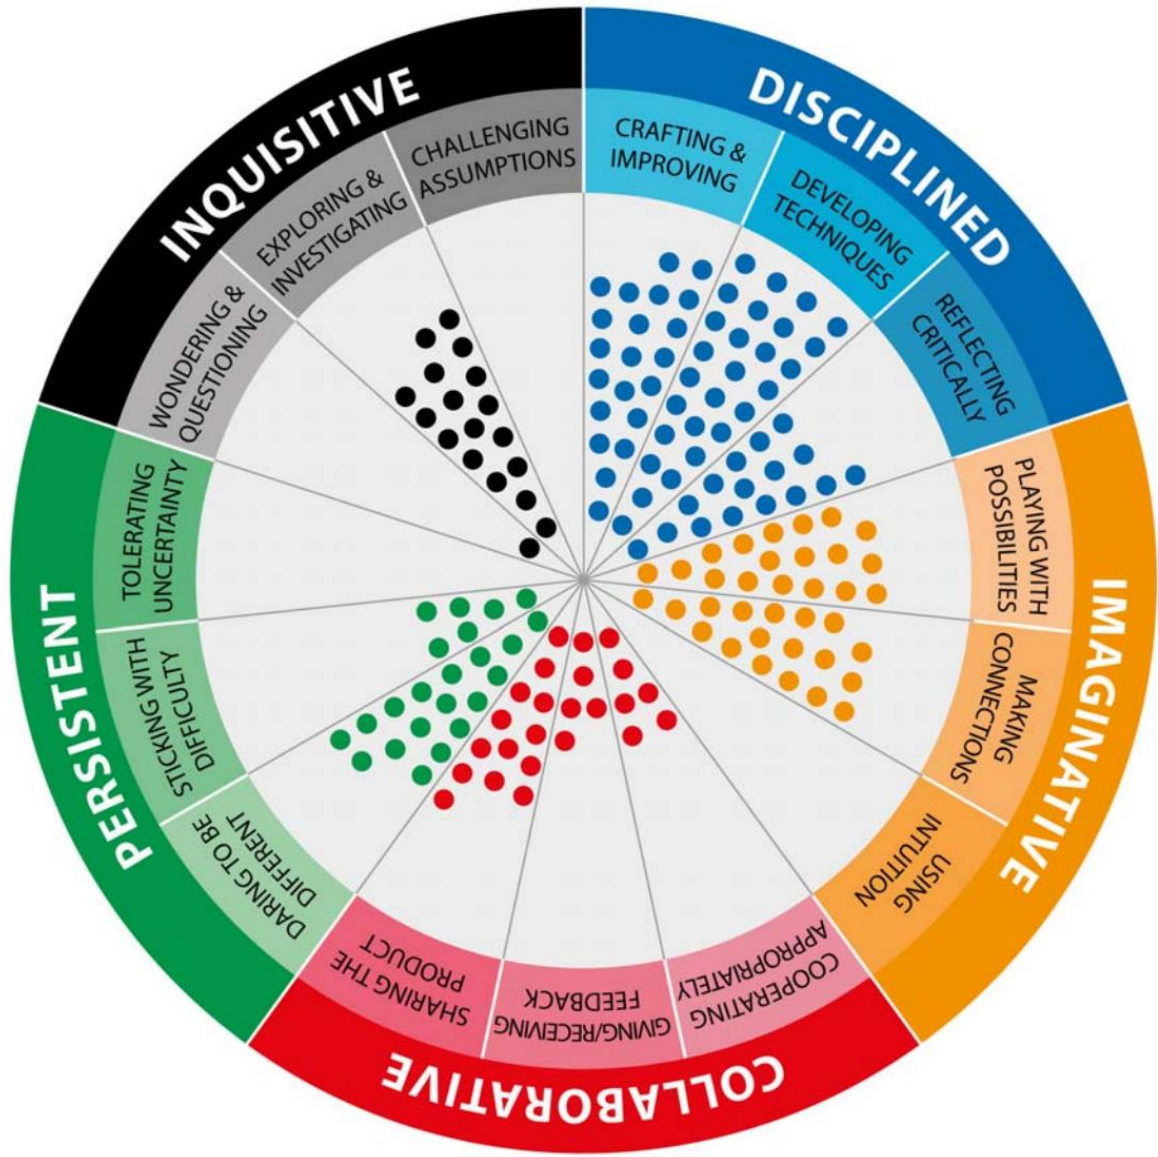 INQUISITIVE
WONDERING &
QUESTIONING
EXPLORING &
INVESTIGATING
CHALLENGING
ASSUMPTIONS
DISCIPLINED
CRAFTING &
IMPROVING
DEVELOPING
TECHNIQUES
REFLECTING
CRITICALLY
IMAGINATIVE
PLAYING WITH
POSSIBILITIES
MAKING
CONNECTIONS
USING
INTUITION
COLLABORATIVE
COOPERATING
APPROPRIATELY
GIVING/RECEIVING
FEEDBACK
SHARING THE
PRODUCT
PERSISTENT
DARING TO BE
DIFFERENT
STICKING WITH
DIFFICULTY
TOLERATING
UNCERTAINTY